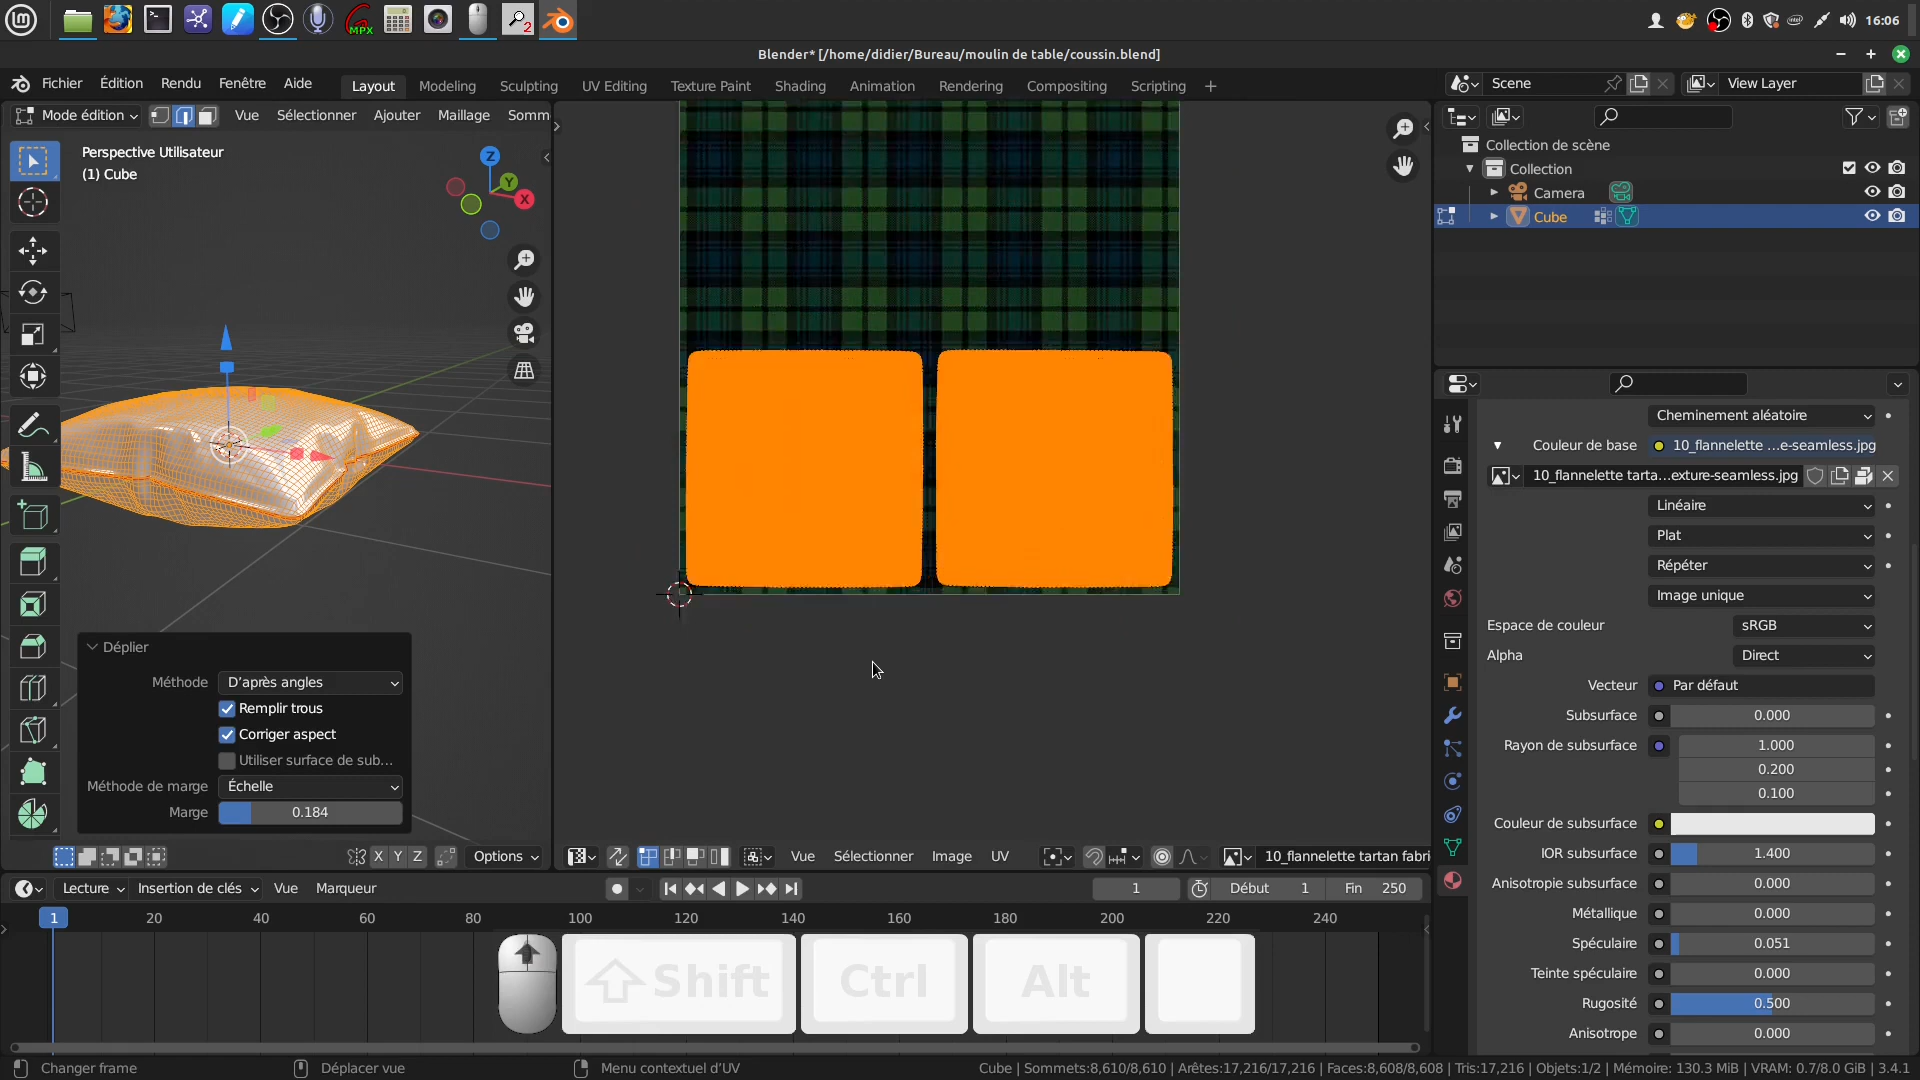 16:06
Blender* [/home/didier/Bureau/moulin de table/coussin.blend]
Fichier Édition Rendu Fenêtre Aide
Layout Modeling Sculpting UV Editing Texture Paint Shading Animation Rendering Compositing Scripting +
Scene View Layer
Mode édition Vue Sélectionner Ajouter Maillage Somm
Perspective Utilisateur
(1) Cube
Z
Y
X
Collection de scène
Collection
Camera
Cube
Cheminement aléatoire
Couleur de base 10_flannelette ...e-seamless.jpg
10_flannelette tarta...exture-seamless.jpg
Linéaire
Plat
Répéter
Image unique
Espace de couleur sRGB
Alpha Direct
Vecteur Par défaut
Subsurface 0.000
Rayon de subsurface 1.000
0.200
0.100
Couleur de subsurface
IOR subsurface 1.400
Anisotropie subsurface 0.000
Métallique 0.000
Spéculaire 0.051
Teinte spéculaire 0.000
Rugosité 0.500
Anisotrope 0.000
Déplier
Méthode D'après angles
Remplir trous
Corriger aspect
Utiliser surface de sub...
Méthode de marge Échelle
Marge 0.184
X Y Z Options
Vue Sélectionner Image UV 10_flannelette tartan fabri
Lecture Insertion de clés Vue Marqueur
1 Début 1 Fin 250
1 20 40 60 80 100 120 140 160 180 200 220 240
Shift Ctrl Alt
Changer frame Déplacer vue Menu contextuel d'UV
Cube | Sommets:8,610/8,610 | Arêtes:17,216/17,216 | Faces:8,608/8,608 | Tris:17,216 | Objets:1/2 | Mémoire: 130.3 MiB | VRAM: 0.7/8.0 GiB | 3.4.1
MPX
2